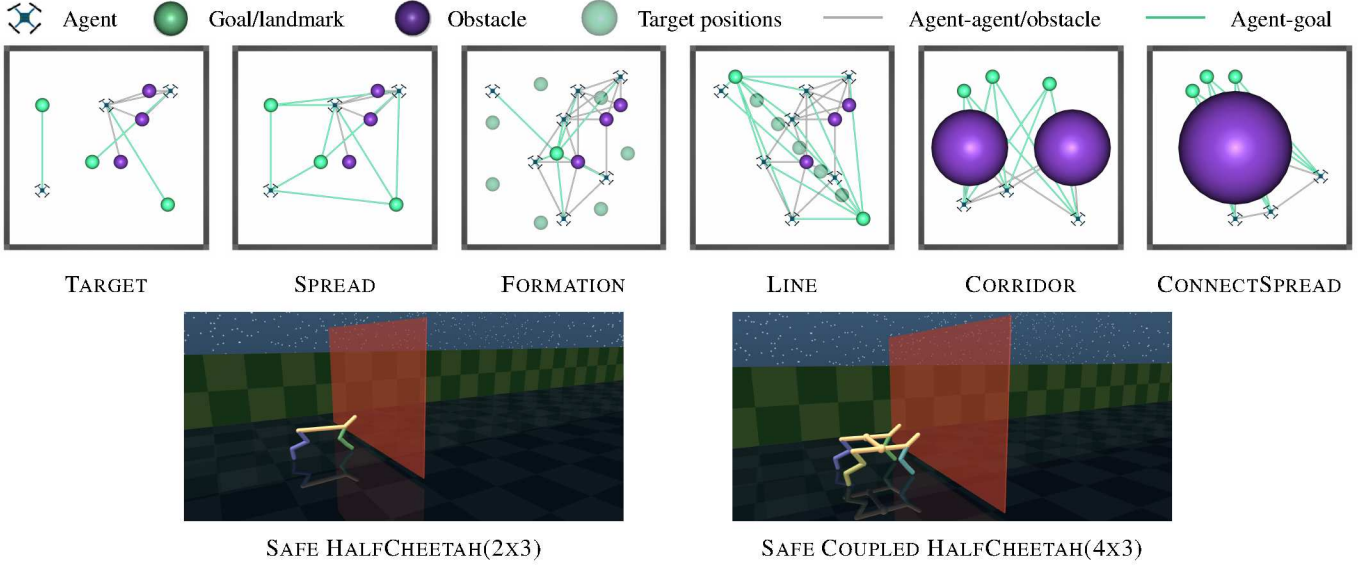 Agent Goal/landmark Obstacle Target positions Agent-agent/obstacle Agent-goal
TARGET SPREAD FORMATION LINE CORRIDOR CONNECTSPREAD
SAFE HALFCHEETAH(2X3) SAFE COUPLED HALFCHEETAH(4X3)